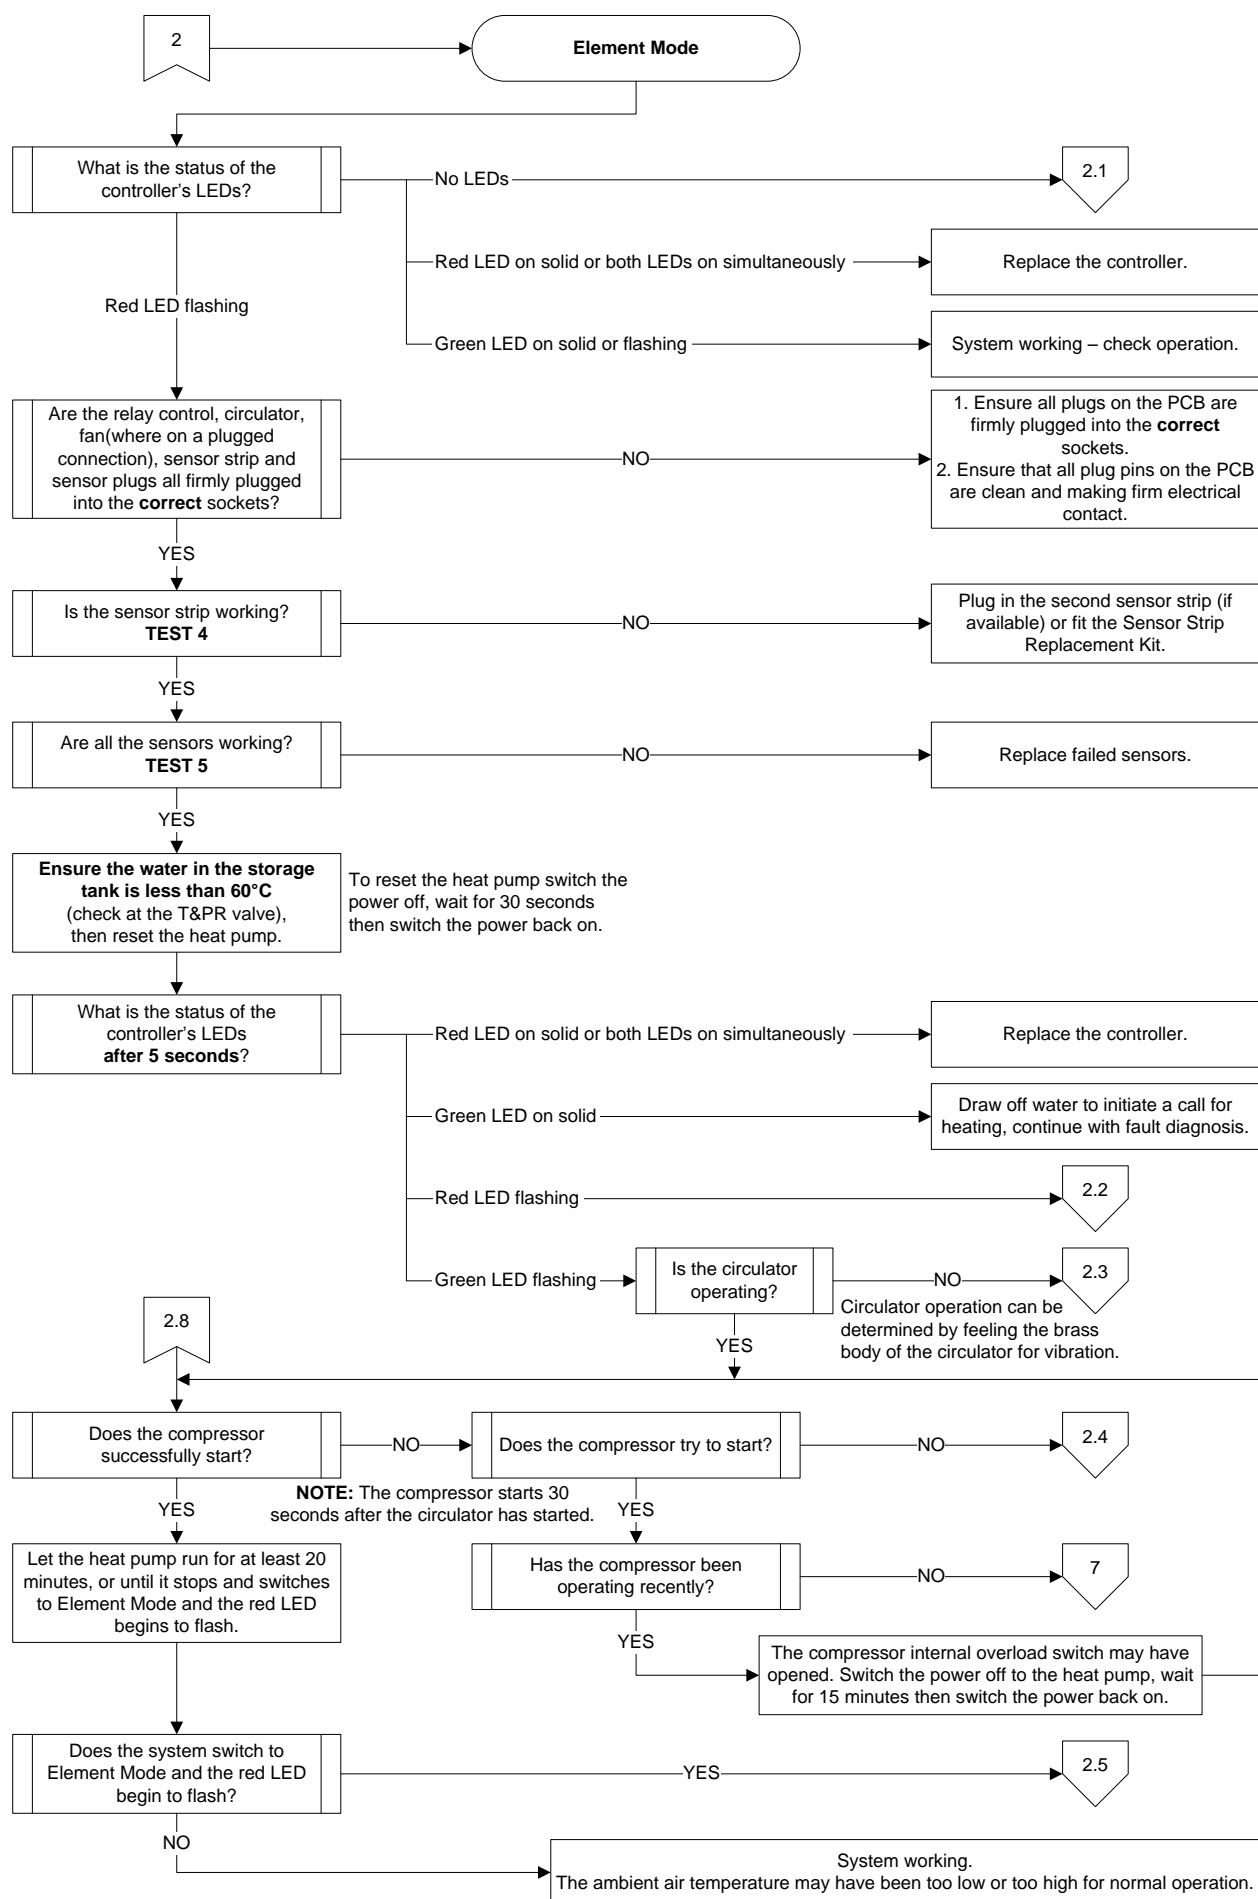 2
Element Mode
What is the status of the
controller's LEDs?
No LEDs
2.1
Red LED on solid or both LEDs on simultaneously
Replace the controller.
Red LED flashing
Green LED on solid or flashing
System working – check operation.
Are the relay control, circulator,
fan(where on a plugged
connection), sensor strip and
sensor plugs all firmly plugged
into the correct sockets?
NO
1. Ensure all plugs on the PCB are
firmly plugged into the correct
sockets.
2. Ensure that all plug pins on the PCB
are clean and making firm electrical
contact.
YES
Is the sensor strip working?
TEST 4
NO
Plug in the second sensor strip (if
available) or fit the Sensor Strip
Replacement Kit.
YES
Are all the sensors working?
TEST 5
NO
Replace failed sensors.
YES
Ensure the water in the storage
tank is less than 60°C
(check at the T&PR valve),
then reset the heat pump.
To reset the heat pump switch the
power off, wait for 30 seconds
then switch the power back on.
What is the status of the
controller's LEDs
after 5 seconds?
Red LED on solid or both LEDs on simultaneously
Replace the controller.
Green LED on solid
Draw off water to initiate a call for
heating, continue with fault diagnosis.
Red LED flashing
2.2
Green LED flashing
Is the circulator
operating?
NO
2.3
Circulator operation can be
determined by feeling the brass
body of the circulator for vibration.
YES
2.8
Does the compressor
successfully start?
NO
Does the compressor try to start?
NO
2.4
NOTE: The compressor starts 30
seconds after the circulator has started.
YES
YES
Let the heat pump run for at least 20
minutes, or until it stops and switches
to Element Mode and the red LED
begins to flash.
Has the compressor been
operating recently?
NO
7
YES
The compressor internal overload switch may have
opened. Switch the power off to the heat pump, wait
for 15 minutes then switch the power back on.
Does the system switch to
Element Mode and the red LED
begin to flash?
YES
2.5
NO
System working.
The ambient air temperature may have been too low or too high for normal operation.